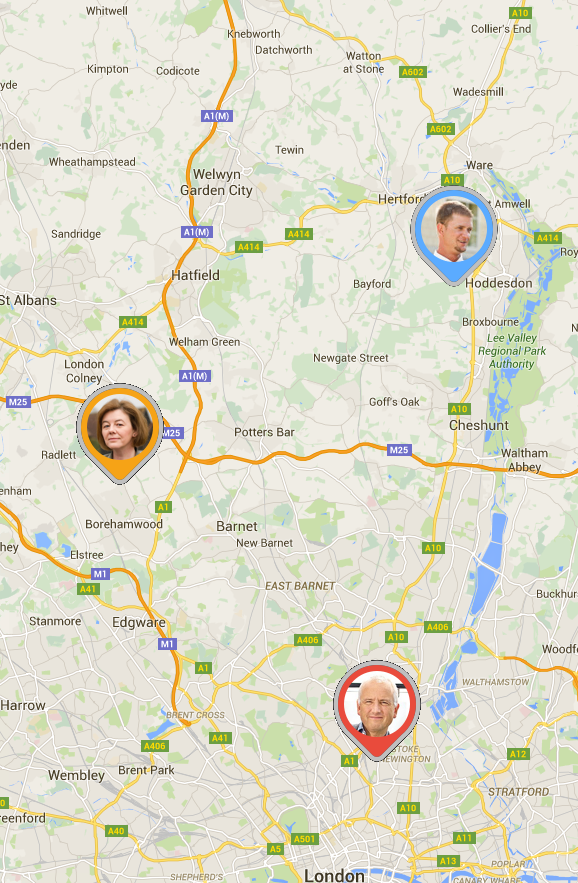 Whitwell
A10
Collier's End
Knebworth
Datchworth
Watton
at Stone
Kimpton
Codicote
A602
Wadesmill
A1(M)
A602
enden
Tewin
Wheathampstead
Ware
Welwyn
Garden City
A10
Hertford
t Amwell
Sandridge
A1(M)
A414
A414
A414
Hatfield
Bayford
Hoddesdon
St Albans
A414
Broxbourne
Welham Green
Lee Valley
Regional Park
Authority
Newgate Street
London
Colney
A1(M)
M25
Goff's Oak
A10
M25
Potters Bar
Cheshunt
M25
Radlett
Waltham
Abbey
enham
A1
Borehamwood
Barnet
New Barnet
hey
Elstree
A10
M1
A41
EAST BARNET
Buckhur
Stanmore
Edgware
A406
A406
A10
M1
Woodf
A1
WALTHAMSTOW
Harrow
BRENT CROSS
A41
A406
STOKE
NEWINGTON
A12
A1
Wembley
Brent Park
STRATFORD
A10
reenford
A40
A501
A11
A5
A13
POPLAR
London
SHEPHERD'S
CANARY WHARF